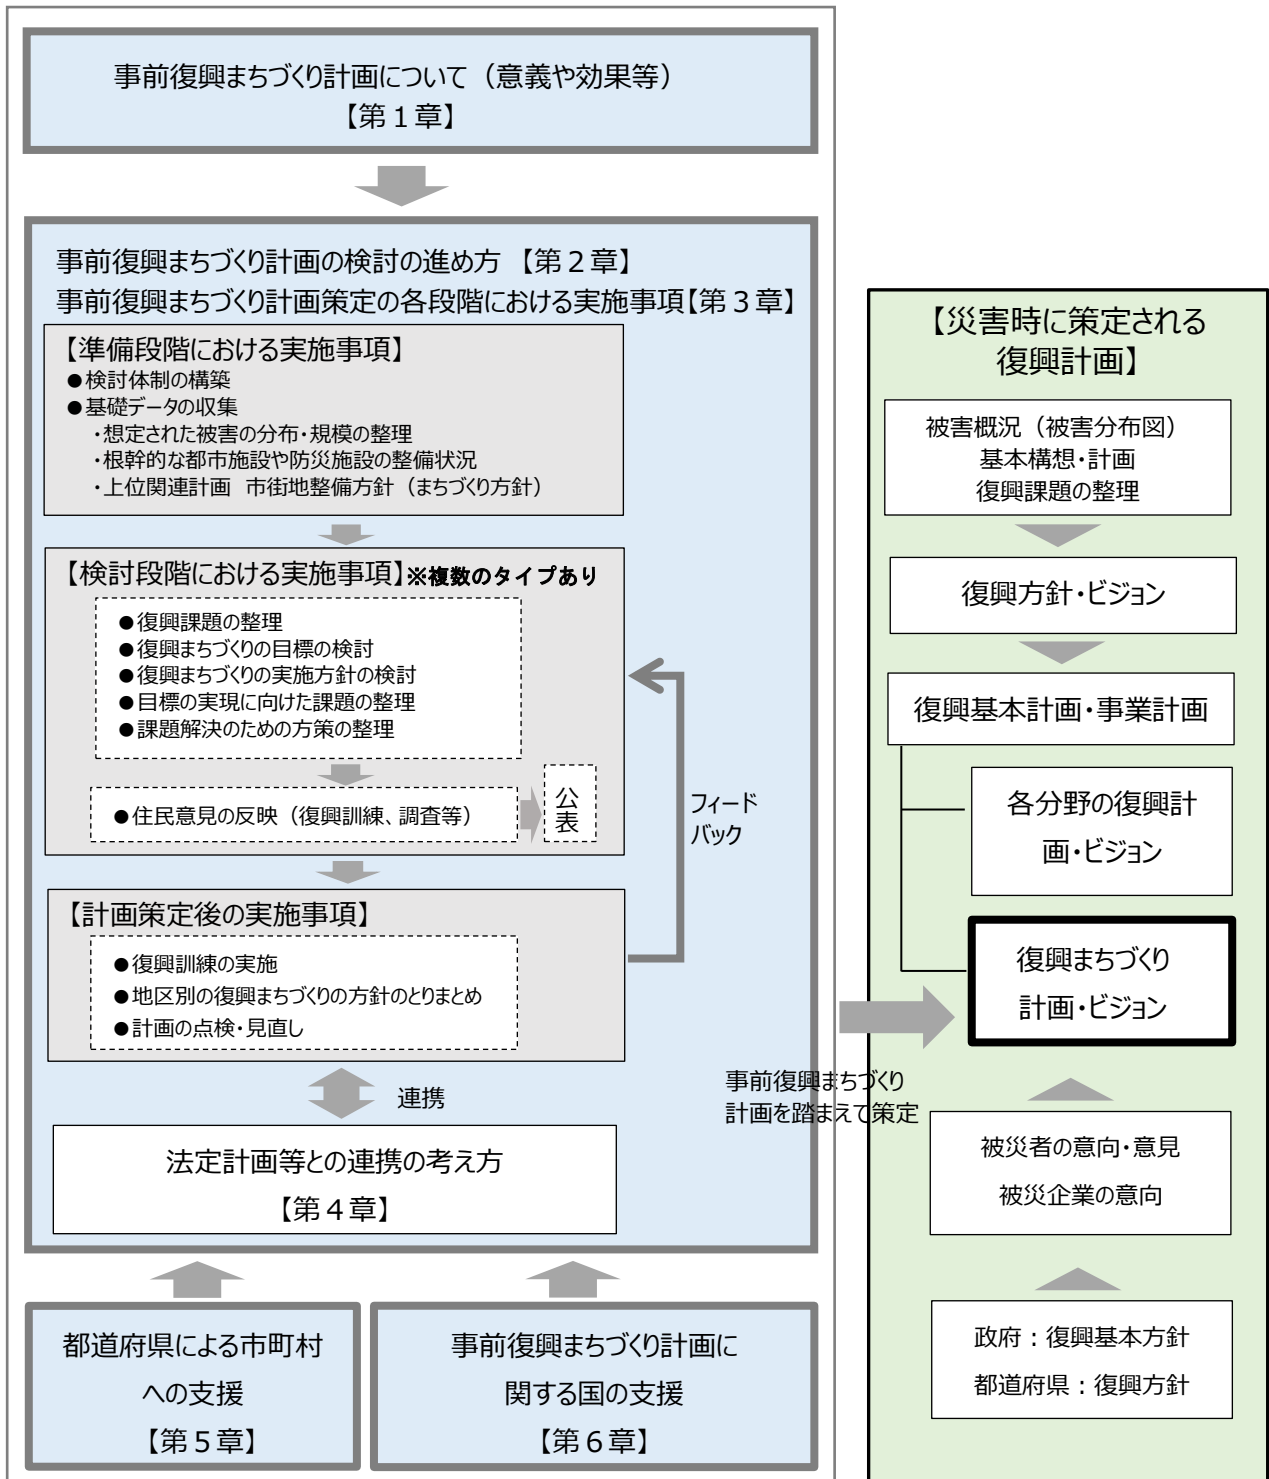 事前復興まちづくり計画について（意義や効果等）
【第１章】
事前復興まちづくり計画の検討の進め方 【第２章】
事前復興まちづくり計画策定の各段階における実施事項【第３章】
【準備段階における実施事項】
●検討体制の構築
●基礎データの収集
・想定された被害の分布・規模の整理
・根幹的な都市施設や防災施設の整備状況
・上位関連計画 市街地整備方針（まちづくり方針）
【検討段階における実施事項】※複数のタイプあり
●復興課題の整理
●復興まちづくりの目標の検討
●復興まちづくりの実施方針の検討
●目標の実現に向けた課題の整理
●課題解決のための方策の整理
●住民意見の反映（復興訓練、調査等）
公表
フィード
バック
【計画策定後の実施事項】
●復興訓練の実施
●地区別の復興まちづくりの方針のとりまとめ
●計画の点検・見直し
連携
法定計画等との連携の考え方
【第４章】
都道府県による市町村
への支援
【第５章】
事前復興まちづくり計画に
関する国の支援
【第６章】
事前復興まちづくり
計画を踏まえて策定
【災害時に策定される
復興計画】
被害概況（被害分布図）
基本構想・計画
復興課題の整理
復興方針・ビジョン
復興基本計画・事業計画
各分野の復興計
画・ビジョン
復興まちづくり
計画・ビジョン
被災者の意向・意見
被災企業の意向
政府：復興基本方針
都道府県：復興方針